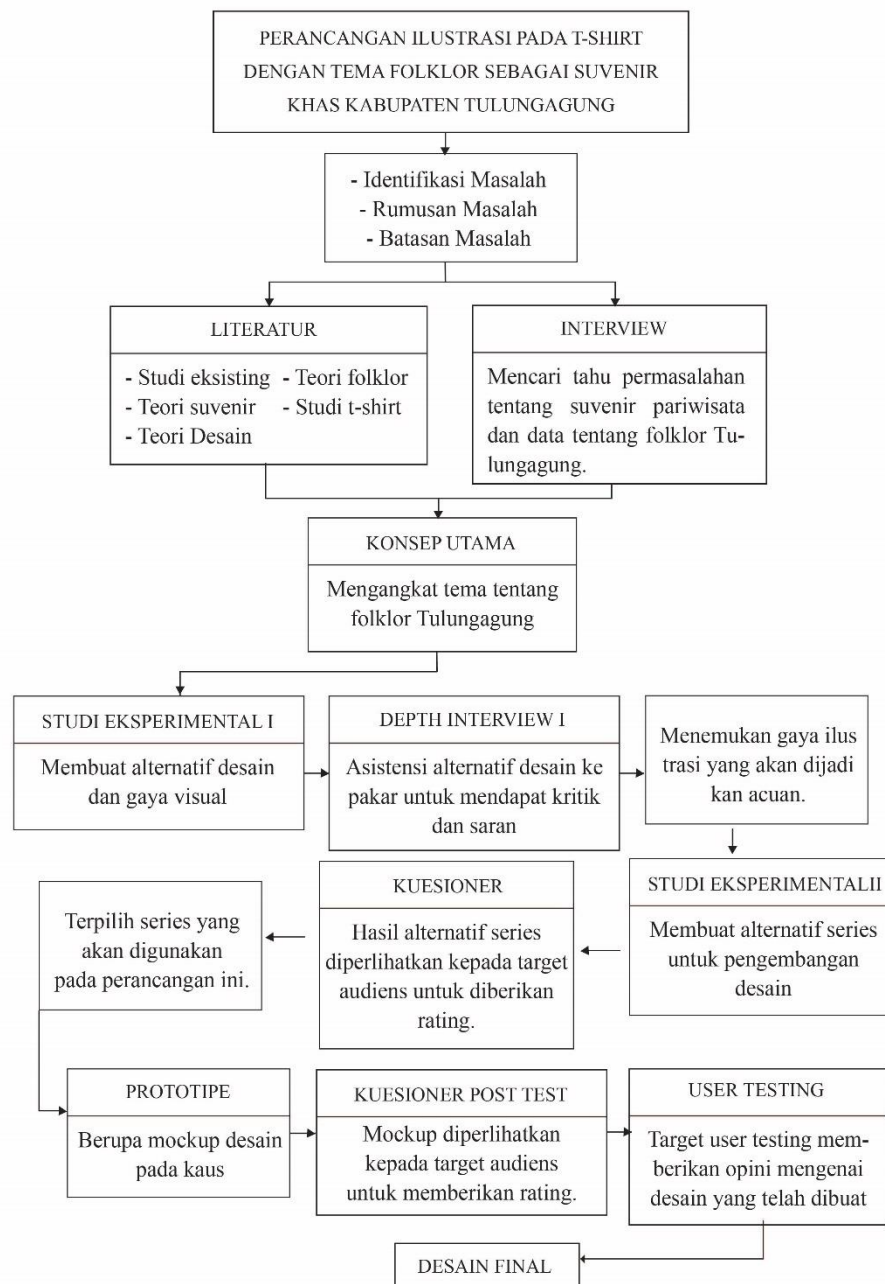 PERANCANGAN ILUSTRASI PADA T-SHIRT
DENGAN TEMA FOLKLOR SEBAGAI SUVENIR
KHAS KABUPATEN TULUNGAGUNG
- Identifikasi Masalah
- Rumusan Masalah
- Batasan Masalah
LITERATUR
- Studi eksisting - Teori folklor
- Teori suvenir - Studi t-shirt
- Teori Desain
INTERVIEW
Mencari tahu permasalahan
tentang suvenir pariwisata
dan data tentang folklor Tu-
lungagung.
KONSEP UTAMA
Mengangkat tema tentang
folklor Tulungagung
STUDI EKSPERIMENTAL I
Membuat alternatif desain
dan gaya visual
DEPTH INTERVIEW I
Asistensi alternatif desain ke
pakar untuk mendapat kritik
dan saran
Menemukan gaya ilus
trasi yang akan dijadi
kan acuan.
STUDI EKSPERIMENTALII
Membuat alternatif series
untuk pengembangan
desain
KUESIONER
Hasil alternatif series
diperlihatkan kepada target
audiens untuk diberikan
rating.
Terpilih series yang
akan digunakan
pada perancangan ini.
PROTOTIPE
Berupa mockup desain
pada kaus
KUESIONER POST TEST
Mockup diperlihatkan
kepada target audiens
untuk memberikan rating.
USER TESTING
Target user testing mem-
berikan opini mengenai
desain yang telah dibuat
DESAIN FINAL